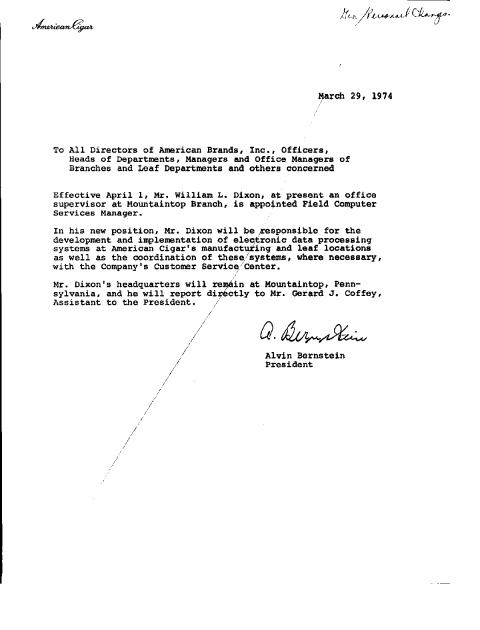 American Cigar
Gen/Personnel Changes.
March 29, 1974
To All Directors of American Brands, Inc., Officers,
Heads of Departments, Managers and Office Managers of
Branches and Leaf Departments and others concerned
Effective April 1, Mr. William L. Dixon, at present an office
supervisor at Mountaintop Branch, is appointed Field Computer
Services Manager.
In his new position, Mr. Dixon will be responsible for the
development and implementation of electronic data processing
systems at American Cigar's manufacturing and leaf locations
as well as the coordination of these systems, where necessary,
with the Company's Customer Service Center.
Mr. Dixon's headquarters will remain at Mountaintop, Penn-
sylvania, and he will report directly to Mr. Gerard J. Coffey,
Assistant to the President.
A. Bernstein
Alvin Bernstein
President